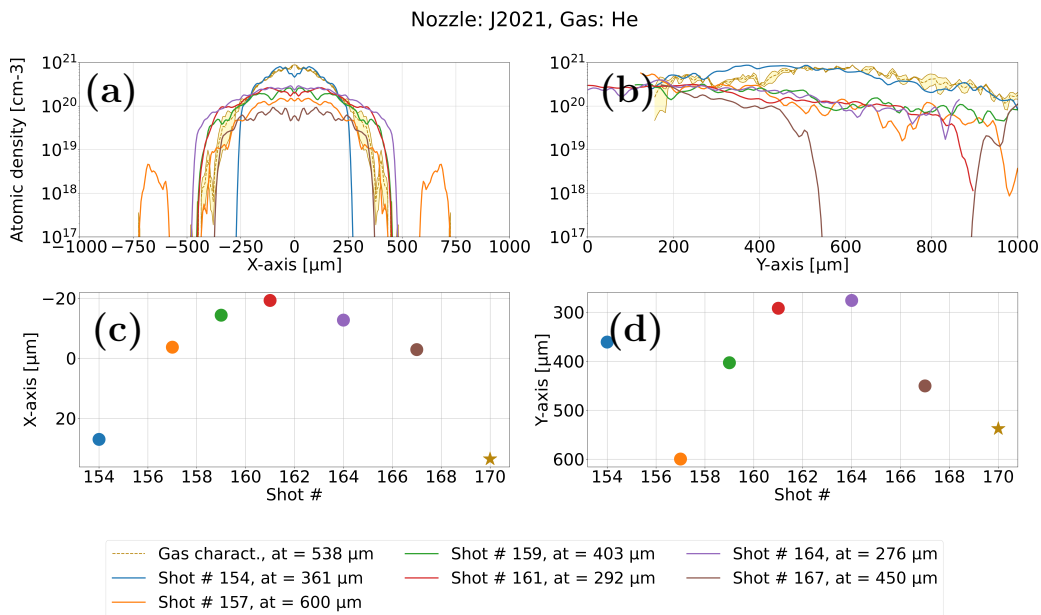 Nozzle: J2021, Gas: He
Atomic density [cm-3]
10^21
10^20
10^19
10^18
10^17
(a)
−1000 −750 −500 −250 0 250 500 750 1000
X-axis [μm]
10^21
10^20
10^19
10^18
10^17
(b)
0 200 400 600 800 1000
Y-axis [μm]
X-axis [μm]
−20
0
20
(c)
154 156 158 160 162 164 166 168 170
Shot #
Y-axis [μm]
300
400
500
600
(d)
154 156 158 160 162 164 166 168 170
Shot #
Gas charact., at = 538 μm
Shot # 154, at = 361 μm
Shot # 157, at = 600 μm
Shot # 159, at = 403 μm
Shot # 161, at = 292 μm
Shot # 164, at = 276 μm
Shot # 167, at = 450 μm